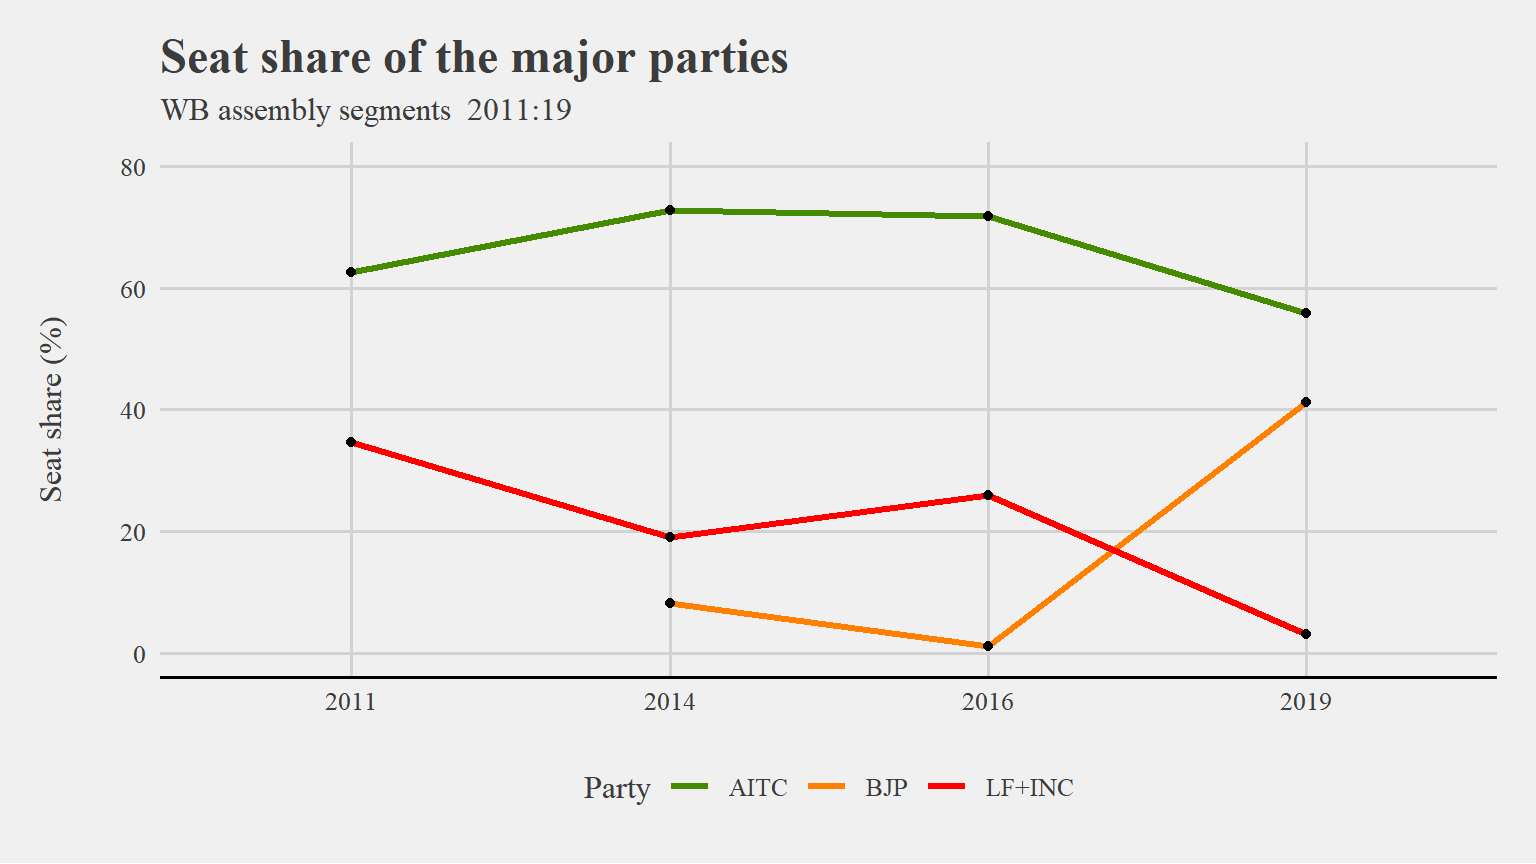 Seat share of the major parties
WB assembly segments  2011:19
Seat share (%)
80
60
40
20
0
2011 2014 2016 2019
Party AITC BJP LF+INC